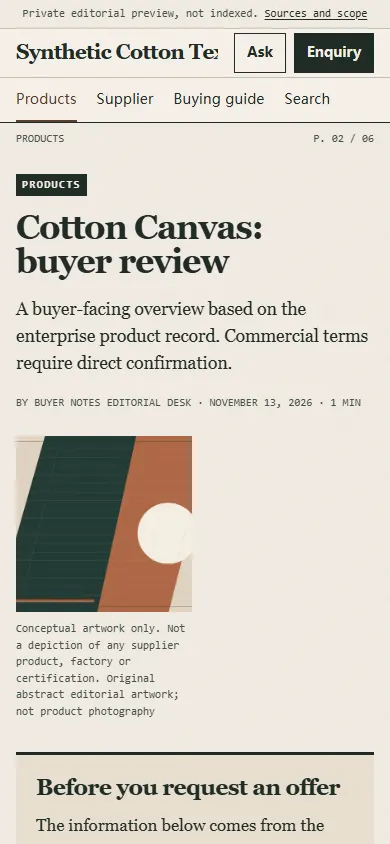 Private editorial preview, not indexed. Sources and scope
Synthetic Cotton Te
Ask
Enquiry
Products
Supplier
Buying guide
Search
PRODUCTS
P. 02 / 06
PRODUCTS
Cotton Canvas:
buyer review
A buyer-facing overview based on the
enterprise product record. Commercial terms
require direct confirmation.
BY BUYER NOTES EDITORIAL DESK · NOVEMBER 13, 2026 · 1 MIN
Conceptual artwork only. Not
a depiction of any supplier
product, factory or
certification. Original
abstract editorial artwork;
not product photography
Before you request an offer
The information below comes from the